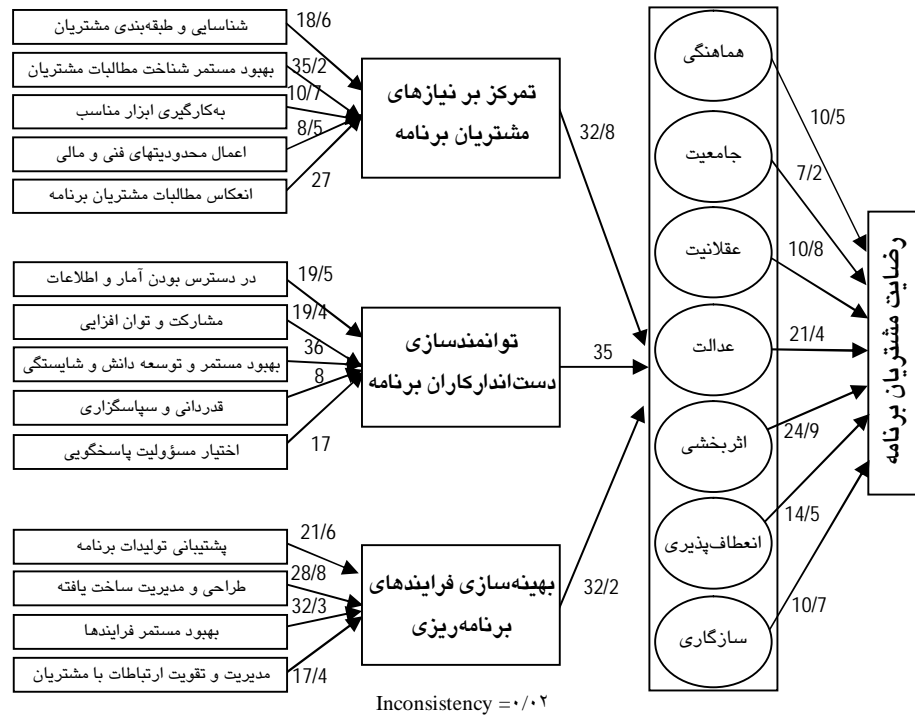 شناسایی و طبقه‌بندی مشتریان
18/6
بهبود مستمر شناخت مطالبات مشتریان
35/2
به‌کارگیری ابزار مناسب
10/7
اعمال محدودیتهای فنی و مالی
8/5
انعکاس مطالبات مشتریان برنامه
27
تمرکز بر نیازهای
مشتریان برنامه
32/8
در دسترس بودن آمار و اطلاعات
19/5
مشارکت و توان افزایی
19/4
بهبود مستمر و توسعه دانش و شایستگی
36
قدردانی و سپاسگزاری
8
اختیار مسؤولیت پاسخگویی
17
توانمندسازی
دست‌اندارکاران برنامه
35
پشتیبانی تولیدات برنامه
21/6
طراحی و مدیریت ساخت یافته
28/8
بهبود مستمر فرایندها
32/3
مدیریت و تقویت ارتباطات با مشتریان
17/4
بهینه‌سازی فرایندهای
برنامه‌ریزی
32/2
هماهنگی
10/5
جامعیت
7/2
عقلانیت
10/8
عدالت
21/4
اثربخشی
24/9
انعطاف‌پذیری
14/5
سازگاری
10/7
رضایت مشتریان برنامه
Inconsistency =۰/۰۲